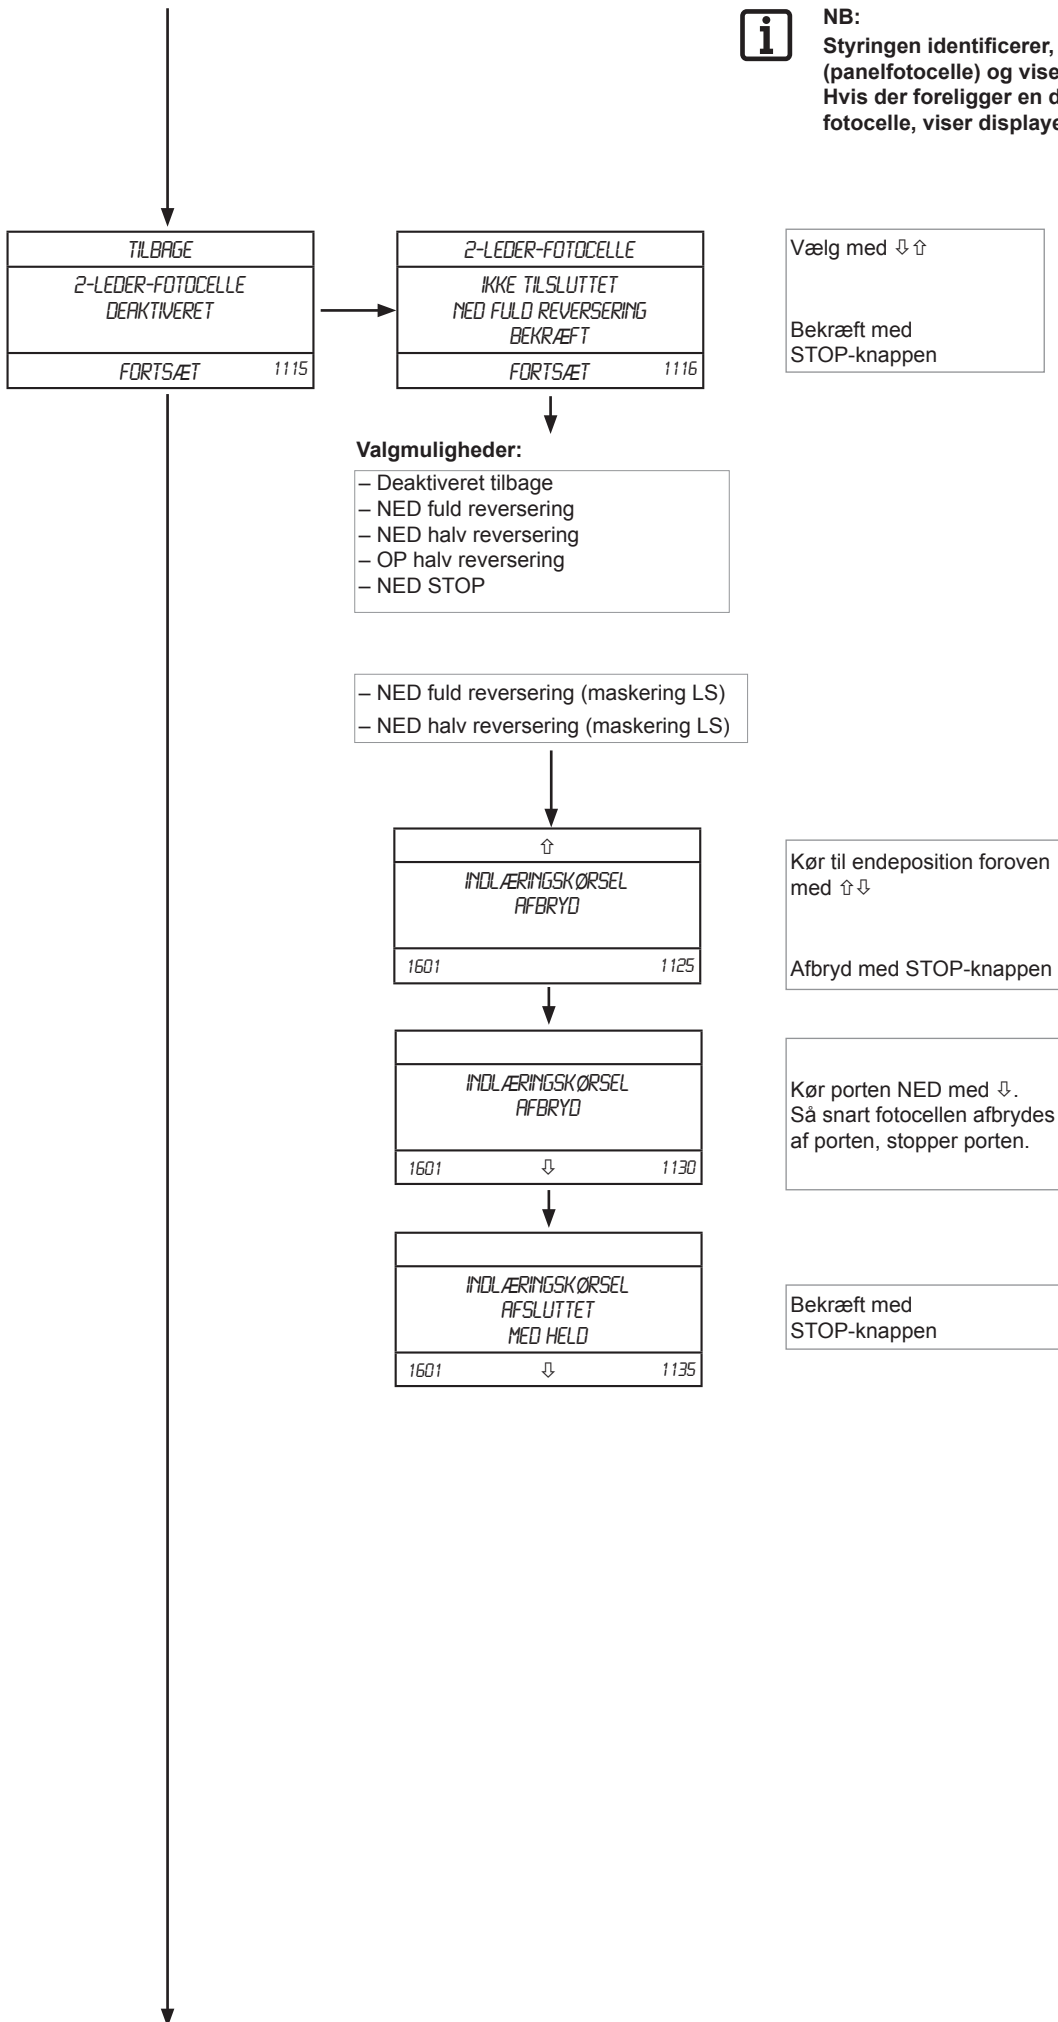 NB:
Styringen identificerer,
(panelfotocelle) og vise
Hvis der foreligger en d
fotocelle, viser displaye
TILBAGE
2-LEDER-FOTOCELLE
DEAKTIVERET
FORTSÆT 1115
2-LEDER-FOTOCELLE
IKKE TILSLUTTET
NED FULD REVERSERING
BEKRÆFT
FORTSÆT 1116
Vælg med ⇩⇧
Bekræft med
STOP-knappen
Valgmuligheder:
– Deaktiveret tilbage
– NED fuld reversering
– NED halv reversering
– OP halv reversering
– NED STOP
– NED fuld reversering (maskering LS)
– NED halv reversering (maskering LS)
⇧
INDLÆRINGSKØRSEL
AFBRYD
1601 1125
Kør til endeposition foroven
med ⇧⇩
Afbryd med STOP-knappen
INDLÆRINGSKØRSEL
AFBRYD
1601 ⇩ 1130
Kør porten NED med ⇩.
Så snart fotocellen afbrydes
af porten, stopper porten.
INDLÆRINGSKØRSEL
AFSLUTTET
MED HELD
1601 ⇩ 1135
Bekræft med
STOP-knappen